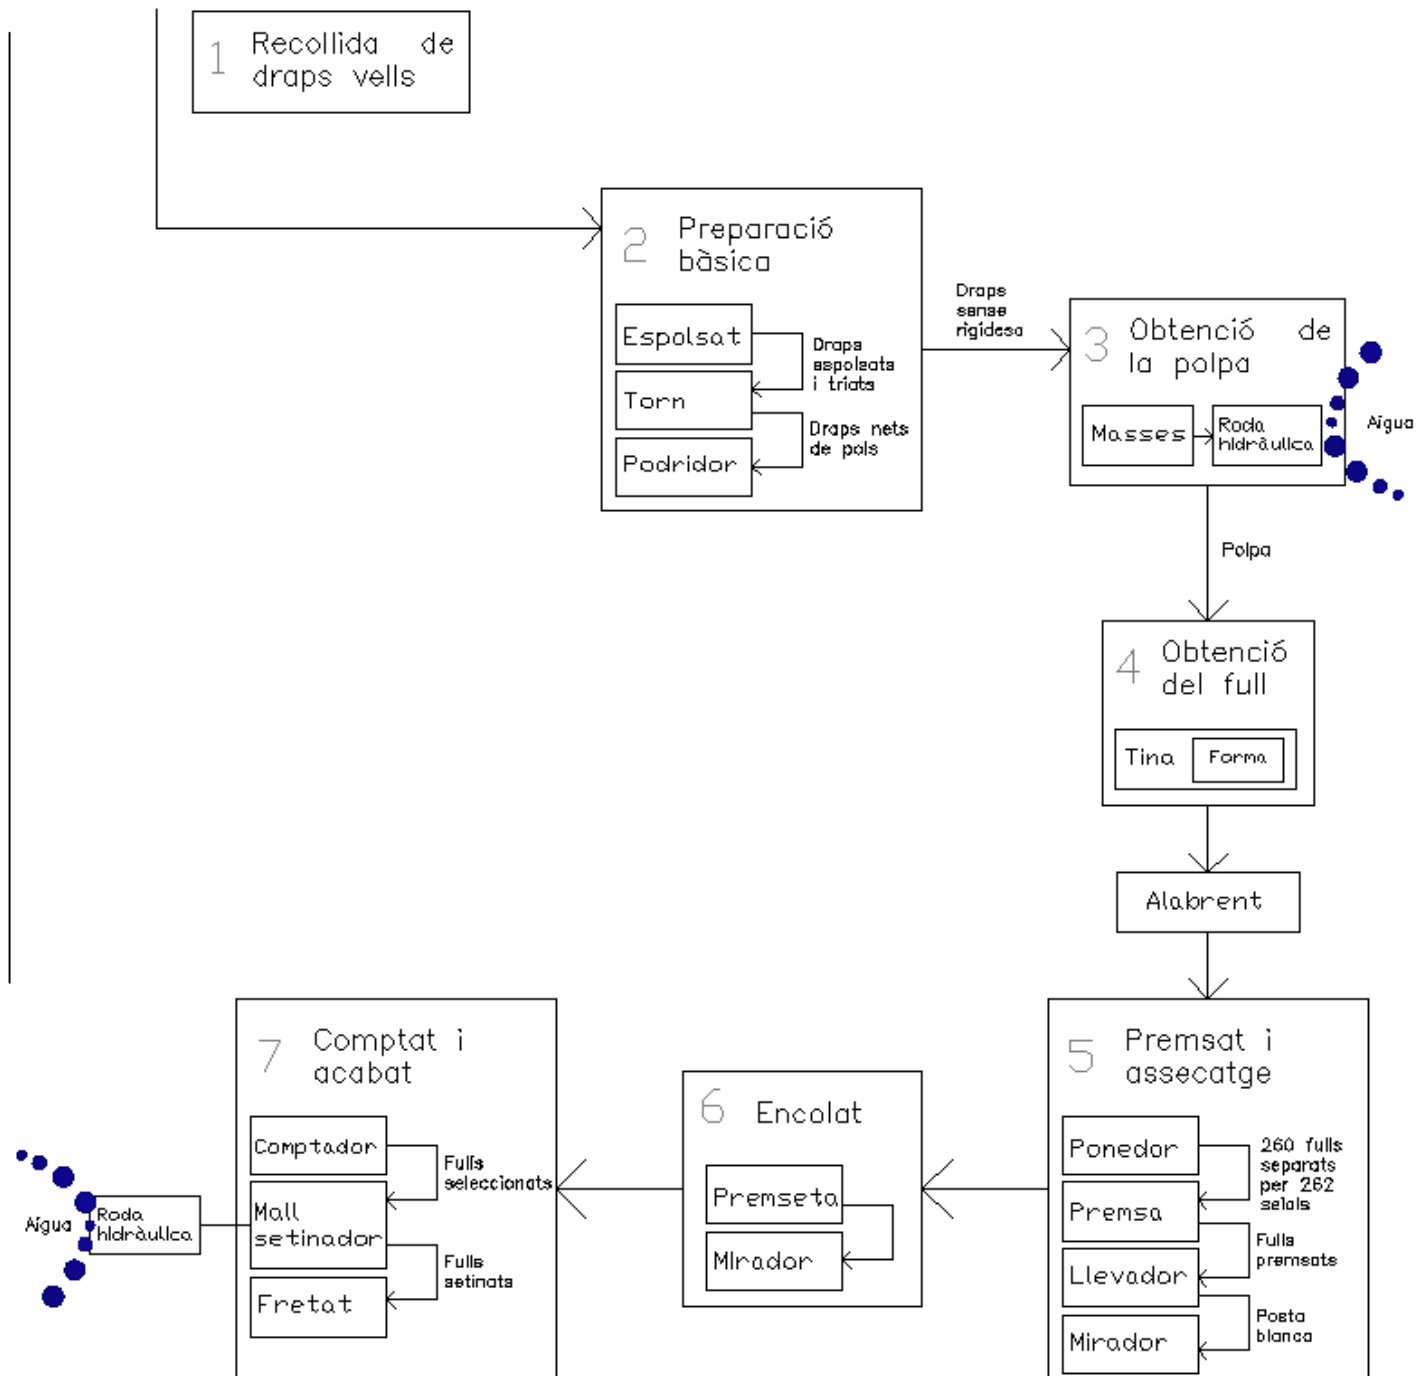 1 Recollida de
draps vells
2 Preparació
bàsica
Espolsat
Draps
espolsats
i triats
Torn
Draps nets
de pols
Podridor
Draps
sense
rigidesa
3 Obtenció de
la polpa
Masses
Roda
hidràulica
Aigua
Polpa
4 Obtenció
del full
Tina
Forma
Alabrent
5 Premsat i
assecatge
Ponedor
260 fulls
separats
per 262
selals
Premsa
Fulls
premsats
Llevador
Posta
blanca
Mirador
6 Encolat
Premseta
MIrador
7 Comptat i
acabat
Comptador
Fulls
seleccionats
Mall
setinador
Fulls
setinats
Fretat
Roda
hidràulica
Aigua